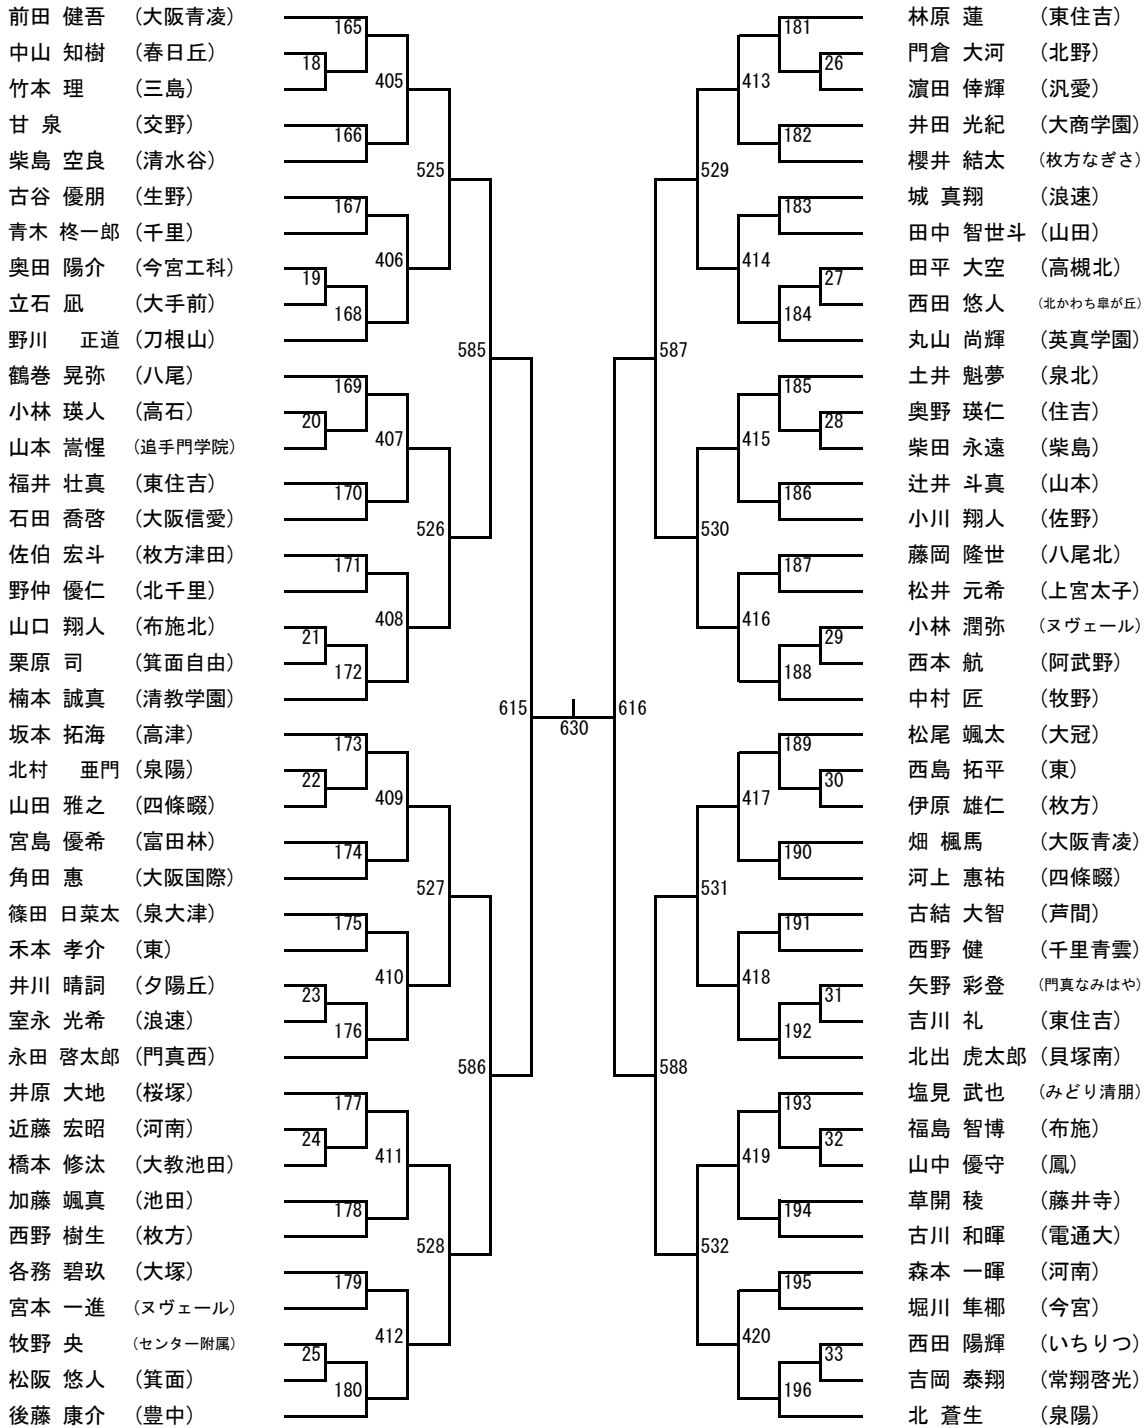 前田 健吾 (大阪青凌)
中山 知樹 (春日丘)
竹本 理 (三島)
甘 泉 (交野)
柴島 空良 (清水谷)
古谷 優朋 (生野)
青木 柊一郎 (千里)
奥田 陽介 (今宮工科)
立石 凪 (大手前)
野川 正道 (刀根山)
鶴巻 晃弥 (八尾)
小林 瑛人 (高石)
山本 嵩惺 (追手門学院)
福井 壮真 (東住吉)
石田 喬啓 (大阪信愛)
佐伯 宏斗 (枚方津田)
野仲 優仁 (北千里)
山口 翔人 (布施北)
栗原 司 (箕面自由)
楠本 誠真 (清教学園)
坂本 拓海 (高津)
北村 亜門 (泉陽)
山田 雅之 (四條畷)
宮島 優希 (富田林)
角田 惠 (大阪国際)
篠田 日菜太 (泉大津)
禾本 孝介 (東)
井川 晴詞 (夕陽丘)
室永 光希 (浪速)
永田 啓太郎 (門真西)
井原 大地 (桜塚)
近藤 宏昭 (河南)
橋本 修汰 (大教池田)
加藤 颯真 (池田)
西野 樹生 (枚方)
各務 碧玖 (大塚)
宮本 一進 (ヌヴェール)
牧野 央 (センター附属)
松阪 悠人 (箕面)
後藤 康介 (豊中)
165
18
405
166
525
167
406
19
168
585
169
20
407
170
526
171
408
21
172
615
173
22
409
174
527
175
410
23
176
586
177
24
411
178
528
179
412
25
180
630
181
26
413
182
529
183
414
27
184
587
185
28
415
186
530
187
416
29
188
616
189
30
417
190
531
191
418
31
192
588
193
32
419
194
532
195
420
33
196
林原 蓮 (東住吉)
門倉 大河 (北野)
濵田 倖輝 (汎愛)
井田 光紀 (大商学園)
櫻井 結太 (枚方なぎさ)
城 真翔 (浪速)
田中 智世斗 (山田)
田平 大空 (高槻北)
西田 悠人 (北かわち皐が丘)
丸山 尚輝 (英真学園)
土井 魁夢 (泉北)
奥野 瑛仁 (住吉)
柴田 永遠 (柴島)
辻井 斗真 (山本)
小川 翔人 (佐野)
藤岡 隆世 (八尾北)
松井 元希 (上宮太子)
小林 潤弥 (ヌヴェール)
西本 航 (阿武野)
中村 匠 (牧野)
松尾 颯太 (大冠)
西島 拓平 (東)
伊原 雄仁 (枚方)
畑 楓馬 (大阪青凌)
河上 惠祐 (四條畷)
古結 大智 (芦間)
西野 健 (千里青雲)
矢野 彩登 (門真なみはや)
吉川 礼 (東住吉)
北出 虎太郎 (貝塚南)
塩見 武也 (みどり清朋)
福島 智博 (布施)
山中 優守 (鳳)
草開 稜 (藤井寺)
古川 和暉 (電通大)
森本 一暉 (河南)
堀川 隼梛 (今宮)
西田 陽輝 (いちりつ)
吉岡 泰翔 (常翔啓光)
北 蒼生 (泉陽)